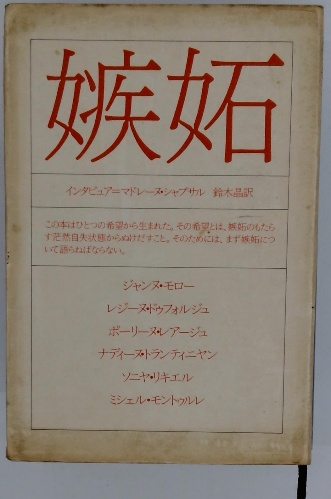 嫉妬
インタビュアー＝マドレーヌ・シャプサル 鈴木晶訳
この本はひとつの希望から生まれた。その希望とは、嫉妬のもたら
す茫然自失状態からぬけだすこと。そのためには、まず嫉妬につ
いて語らねばならない。
ジャンヌ・モロー
レジーヌ・ドゥフォルジュ
ポーリーヌ・レアージュ
ナディーヌ・トランティニャン
ソニヤ・リキエル
ミシェル・モントゥルレ